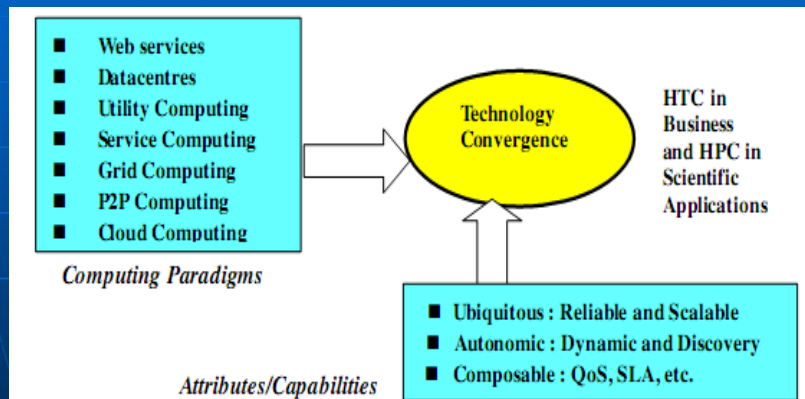 ■ Web services
■ Datacentres
■ Utility Computing
■ Service Computing
■ Grid Computing
■ P2P Computing
■ Cloud Computing
Computing Paradigms
Technology
Convergence
HTC in
Business
and HPC in
Scientific
Applications
■ Ubiquitous : Reliable and Scalable
■ Autonomic : Dynamic and Discovery
■ Composable : QoS, SLA, etc.
Attributes/Capabilities